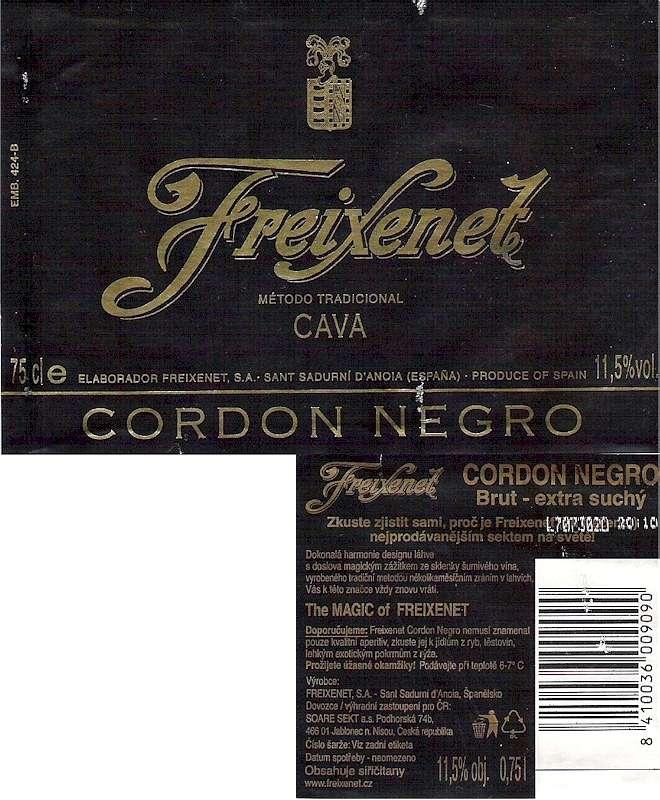 EMB. 424-B
Freixenet
MÉTODO TRADICIONAL
CAVA
75 cl e ELABORADOR FREIXENET, S.A. · SANT SADURNÍ D'ANOIA (ESPAÑA) · PRODUCE OF SPAIN 11,5%vol.
CORDON NEGRO
Freixenet CORDON NEGRO
Brut - extra suchý
Zkuste zjistit sami, proč je Freixenet
nejprodávanějším sektem na světě!
Dokonalá harmonie designu láhve
s doslova magickým zážitkem ze sklenky šumivého vína,
vyrobeného tradiční metodou několikaměsíčním zráním v lahvích,
Vás k této značce vždy znovu vrátí.
The MAGIC of FREIXENET
Doporučujeme: Freixenet Cordon Negro nemusí znamenat
pouze kvalitní aperitiv, zkuste jej k jídlům z ryb, těstovin,
lehkým exotickým pokrmům z rýže.
Prožijete úžasné okamžiky! Podávejte při teplotě 6-7° C
Výrobce:
FREIXENET, S.A. - Sant Sadurni d'Anoia, Španělsko
Dovozce / výhradní zastoupení pro ČR:
SOARE SEKT a.s. Podhorská 74b,
466 01 Jablonec n. Nisou, Česká republika
Číslo šarže: Viz zadní etiketa
Datum spotřeby - neomezeno
Obsahuje siřičitany
www.freixenet.cz
11,5% obj. 0,75 l
8 410036 009090